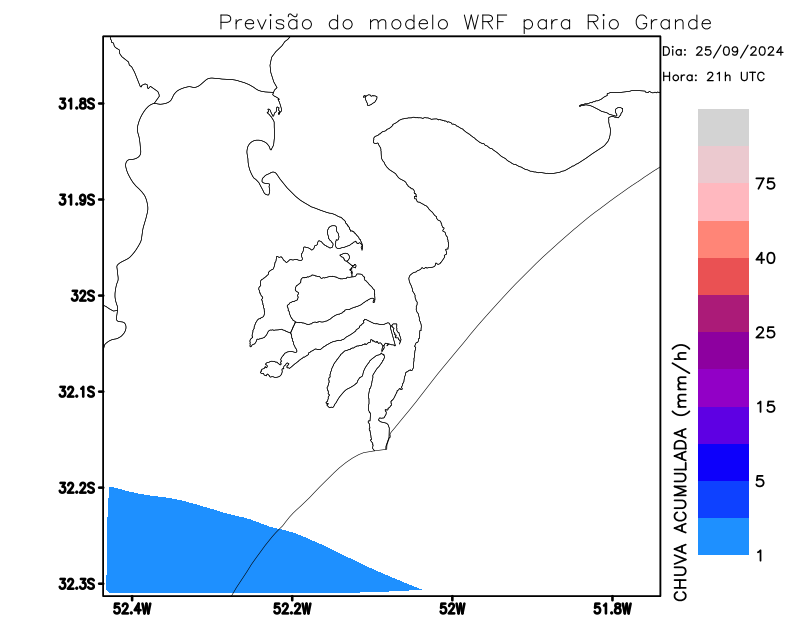 Previsão do modelo WRF para Rio Grande
Dia: 25/09/2024
Hora: 21h UTC
31.8S
31.9S
32S
32.1S
32.2S
32.3S
52.4W
52.2W
52W
51.8W
CHUVA ACUMULADA (mm/h)
75
40
25
15
5
1